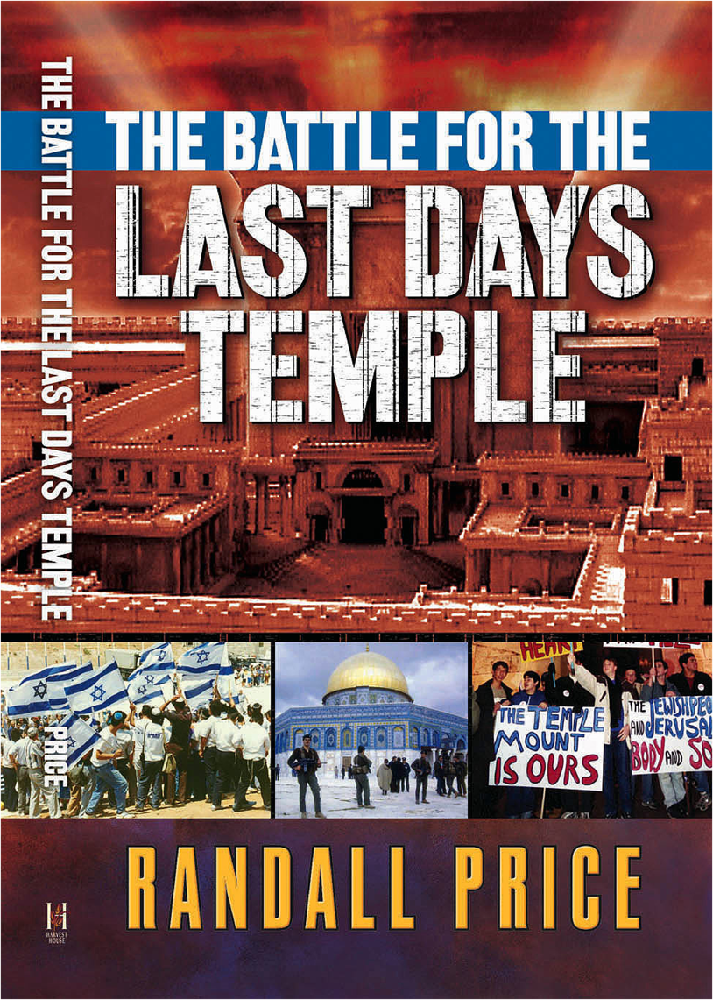 THE BATTLE FOR THE
LAST DAYS
TEMPLE
THE BATTLE FOR THE LAST DAYS TEMPLE
PRICE
HEART
THE TEMPLE
MOUNT
IS OURS
THE JEWISH PEO
AND JERUSAL
BODY AND SO
RANDALL PRICE
H
HARVEST
HOUSE